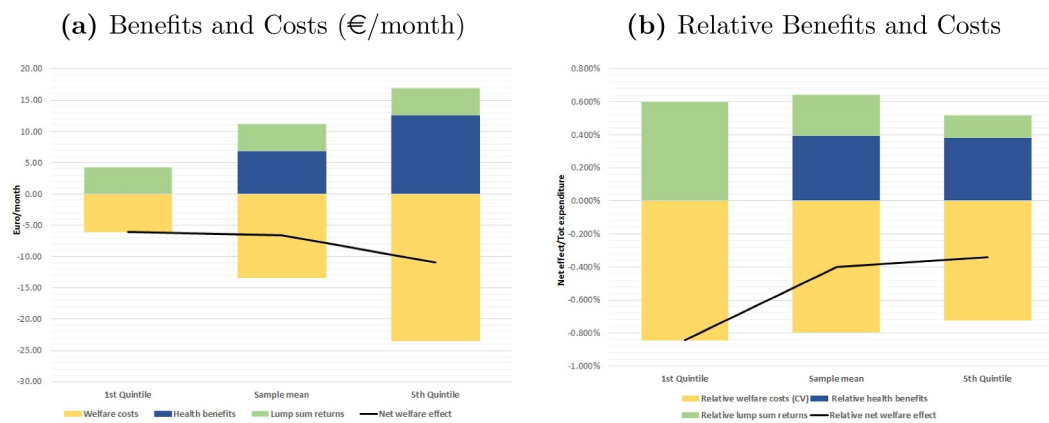 (a) Benefits and Costs (€/month)
20.00
15.00
10.00
5.00
0.00
-5.00
-10.00
-15.00
-20.00
-25.00
-30.00
Euro/month
1st Quintile Sample mean 5th Quintile
Welfare costs Health benefits Lump sum returns Net welfare effect
(b) Relative Benefits and Costs
0.800%
0.600%
0.400%
0.200%
0.000%
-0.200%
-0.400%
-0.600%
-0.800%
-1.000%
Net effect/Tot expenditure
1st Quintile Sample mean 5th Quintile
Relative welfare costs (CV) Relative health benefits
Relative lump sum returns Relative net welfare effect